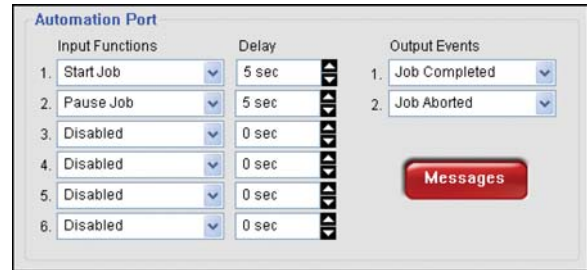 Automation Port
Input Functions Delay Output Events
1. Start Job 5 sec 1. Job Completed
2. Pause Job 5 sec 2. Job Aborted
3. Disabled 0 sec
4. Disabled 0 sec
5. Disabled 0 sec
6. Disabled 0 sec
Messages